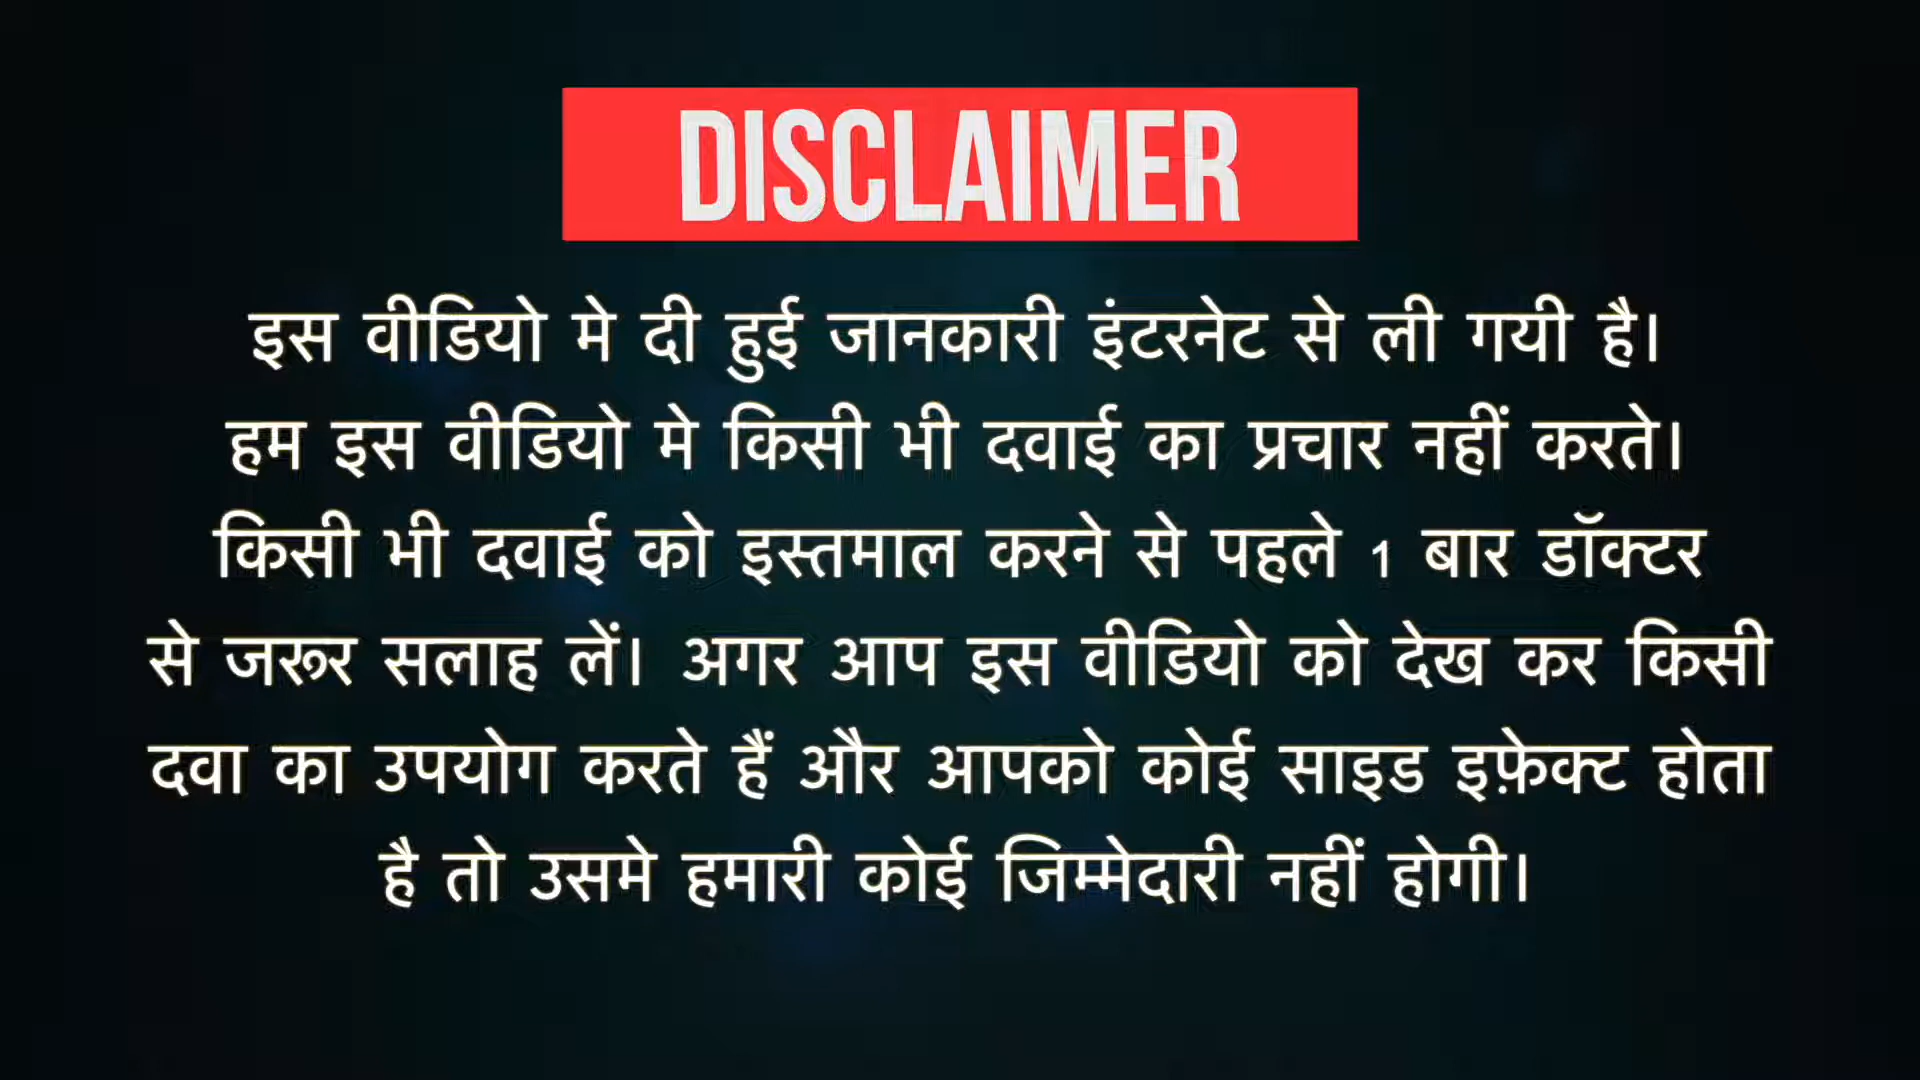 DISCLAIMER
इस वीडियो मे दी हुई जानकारी इंटरनेट से ली गयी है।
हम इस वीडियो मे किसी भी दवाई का प्रचार नहीं करते।
किसी भी दवाई को इस्तमाल करने से पहले 1 बार डॉक्टर
से जरूर सलाह लें। अगर आप इस वीडियो को देख कर किसी
दवा का उपयोग करते हैं और आपको कोई साइड इफ़ेक्ट होता
है तो उसमे हमारी कोई जिम्मेदारी नहीं होगी।